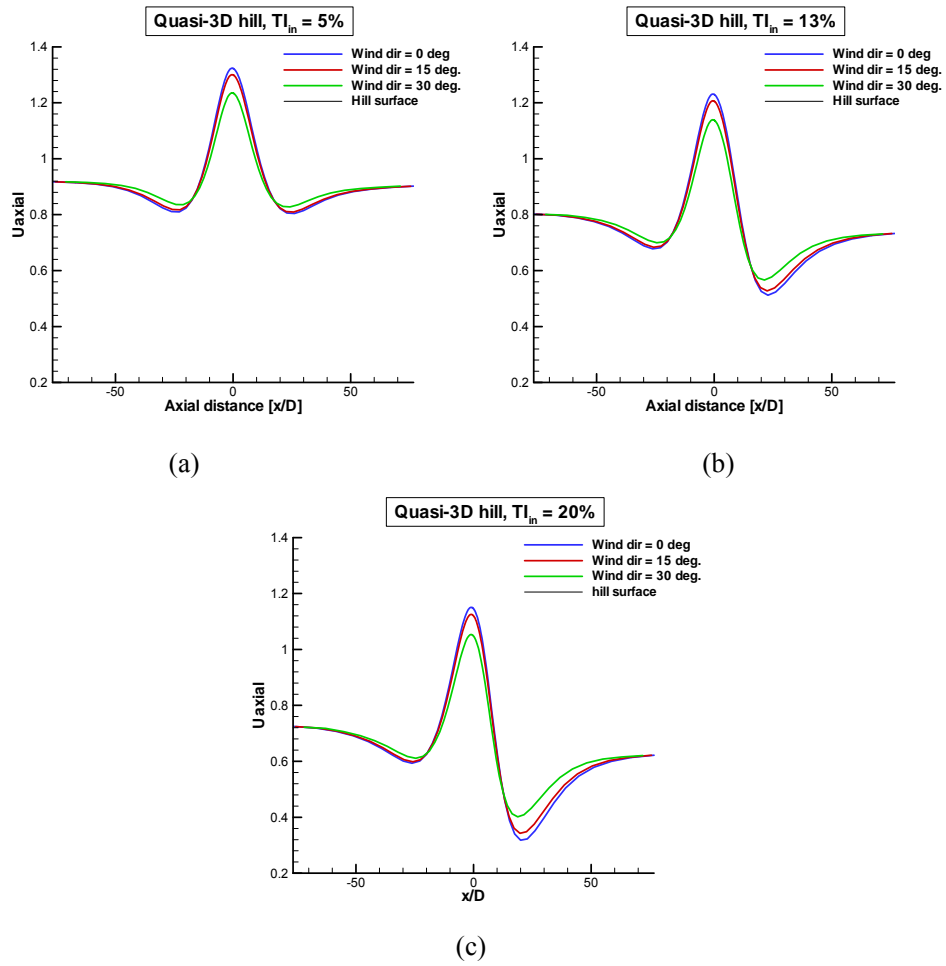 Quasi-3D hill, TI_in = 5%
Wind dir = 0 deg
Wind dir = 15 deg.
Wind dir = 30 deg.
Hill surface
1.4
1.2
1
0.8
0.6
0.4
0.2
Uaxial
-50
0
50
Axial distance [x/D]
(a)
Quasi-3D hill, TI_in = 13%
Wind dir = 0 deg
Wind dir = 15 deg.
Wind dir = 30 deg.
Hill surface
1.4
1.2
1
0.8
0.6
0.4
0.2
Uaxial
-50
0
50
Axial distance [x/D]
(b)
Quasi-3D hill, TI_in = 20%
Wind dir = 0 deg
Wind dir = 15 deg.
Wind dir = 30 deg.
hill surface
1.4
1.2
1
0.8
0.6
0.4
0.2
Uaxial
-50
0
50
x/D
(c)